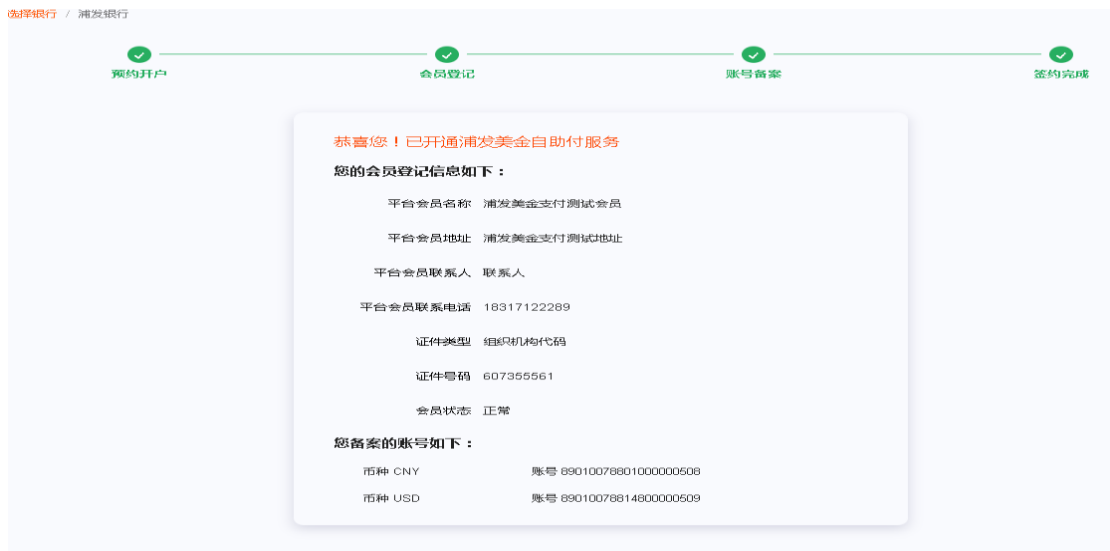 选择银行 / 浦发银行
预约开户 会员登记 账号备案 签约完成
恭喜您！已开通浦发美金自助付服务
您的会员登记信息如下：
平台会员名称 浦发美金支付测试会员
平台会员地址 浦发美金支付测试地址
平台会员联系人 联系人
平台会员联系电话 18317122289
证件类型 组织机构代码
证件号码 607355561
会员状态 正常
您备案的账号如下：
币种 CNY 账号 89010078801000000508
币种 USD 账号 89010078814800000509